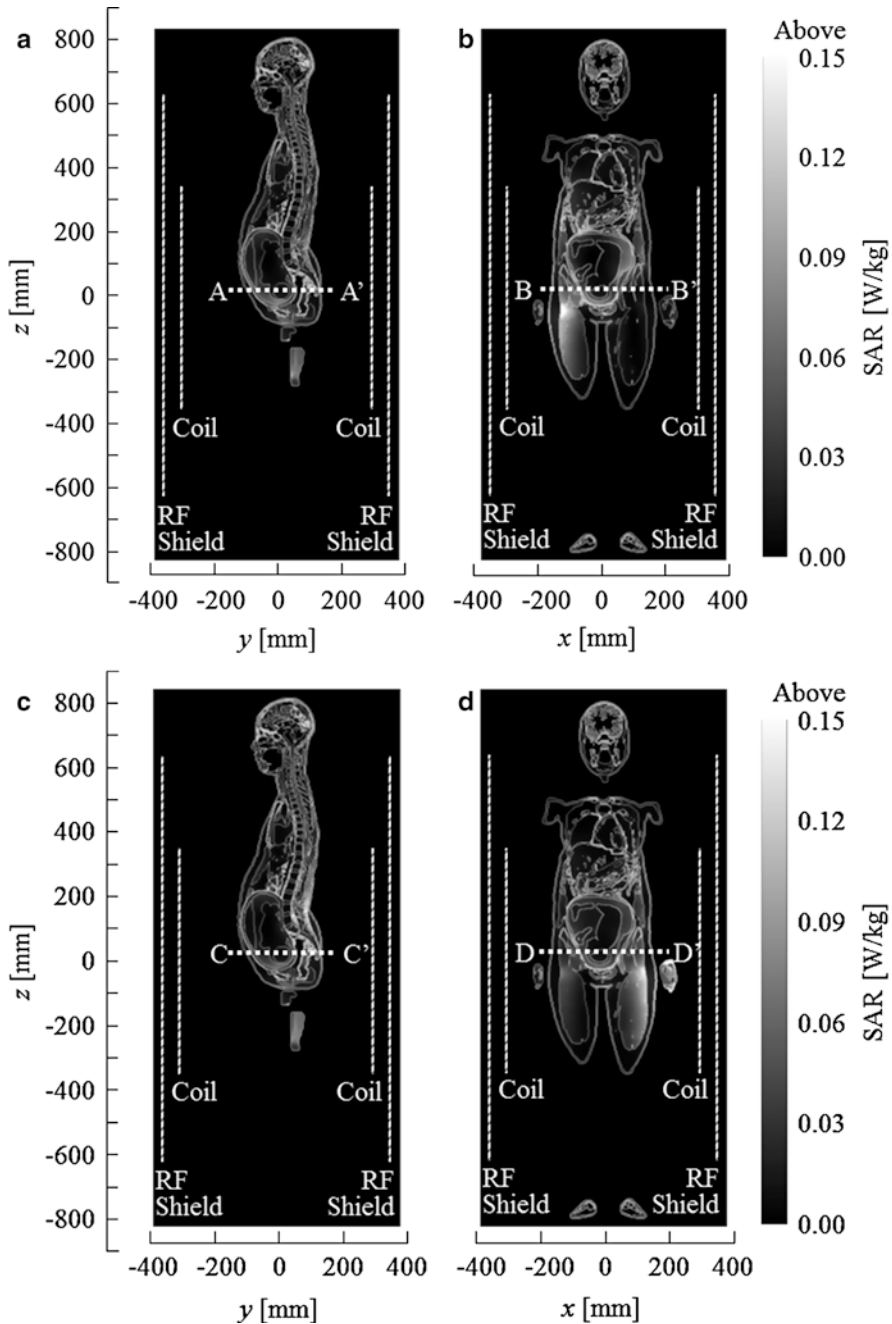 a
b
Above
800
600
400
200
0
-200
-400
-600
-800
z [mm]
A
A’
B
B’
Coil
Coil
Coil
Coil
RF
Shield
RF
Shield
RF
Shield
RF
Shield
0.15
0.12
0.09
0.06
0.03
0.00
SAR [W/kg]
-400 -200 0 200 400
y [mm]
-400 -200 0 200 400
x [mm]
c
d
Above
800
600
400
200
0
-200
-400
-600
-800
z [mm]
C
C’
D
D’
Coil
Coil
Coil
Coil
RF
Shield
RF
Shield
RF
Shield
RF
Shield
0.15
0.12
0.09
0.06
0.03
0.00
SAR [W/kg]
-400 -200 0 200 400
y [mm]
-400 -200 0 200 400
x [mm]